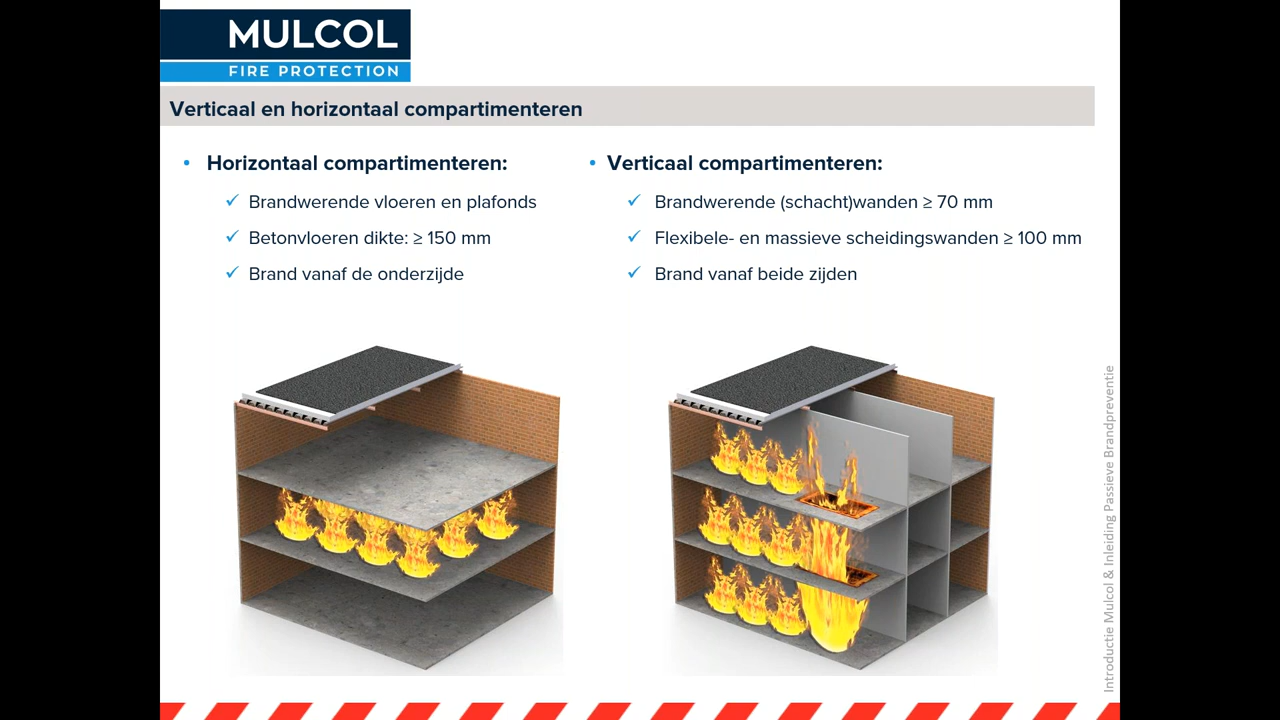 MULCOL
FIRE PROTECTION
Verticaal en horizontaal compartimenteren
• Horizontaal compartimenteren:
✓ Brandwerende vloeren en plafonds
✓ Betonvloeren dikte: ≥ 150 mm
✓ Brand vanaf de onderzijde
• Verticaal compartimenteren:
✓ Brandwerende (schacht)wanden ≥ 70 mm
✓ Flexibele- en massieve scheidingswanden ≥ 100 mm
✓ Brand vanaf beide zijden
Introductie Mulcol & Inleiding Passieve Brandpreventie